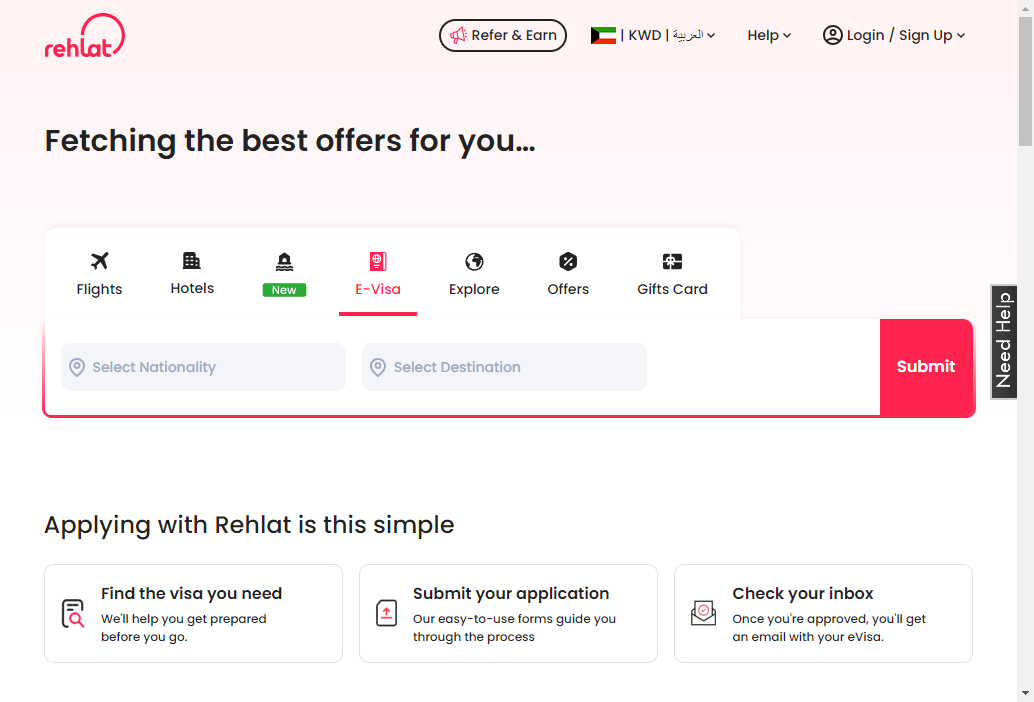 rehlat
Refer & Earn
| KWD | العربية
Help
Login / Sign Up
Fetching the best offers for you...
Flights
Hotels
New
E-Visa
Explore
Offers
Gifts Card
Select Nationality
Select Destination
Submit
Need Help
Applying with Rehlat is this simple
Find the visa you need
We'll help you get prepared
before you go.
Submit your application
Our easy-to-use forms guide you
through the process
Check your inbox
Once you're approved, you'll get
an email with your eVisa.